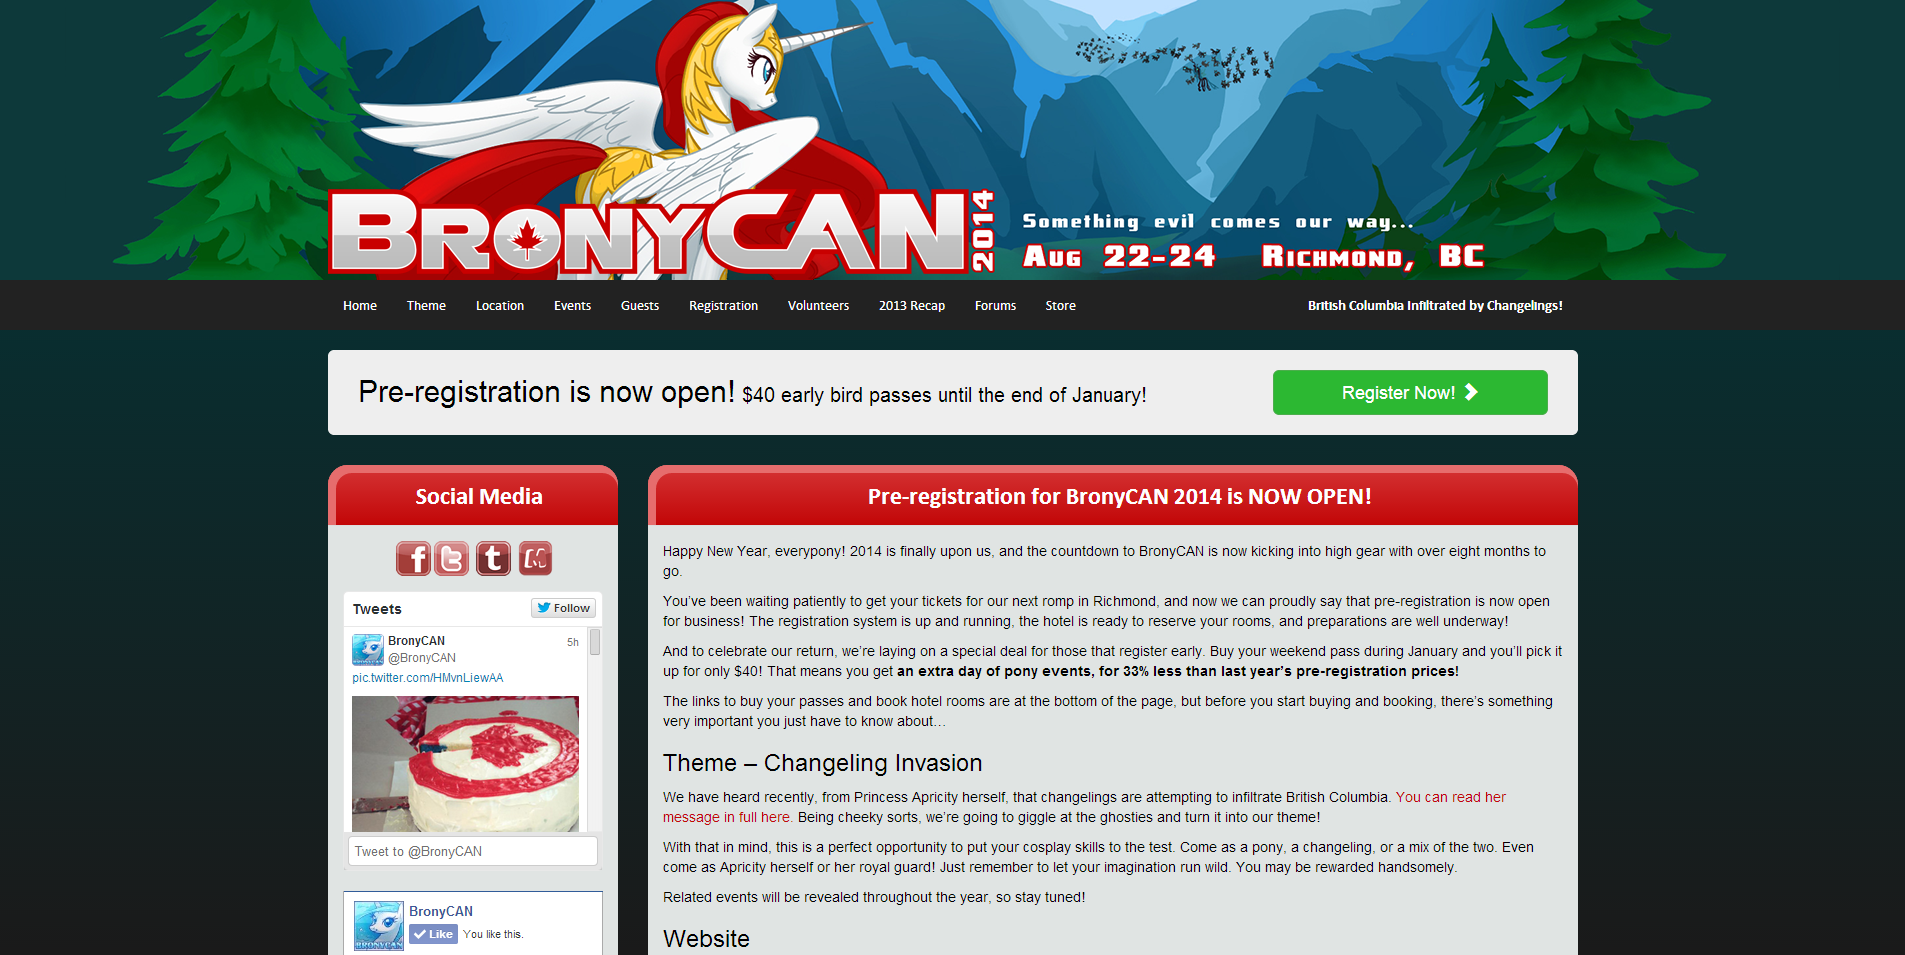 BRONYCAN 2014
Something evil comes our way...
AUG 22-24 RICHMOND, BC
Home Theme Location Events Guests Registration Volunteers 2013 Recap Forums Store British Columbia Infiltrated by Changelings!
Pre-registration is now open! $40 early bird passes until the end of January!
Register Now!
Social Media
f t t
Tweets
Follow
BronyCAN 5h
@BronyCAN
pic.twitter.com/HMvnLiewAA
Tweet to @BronyCAN
BronyCAN
Like You like this.
BRONYCAN
Pre-registration for BronyCAN 2014 is NOW OPEN!
Happy New Year, everypony! 2014 is finally upon us, and the countdown to BronyCAN is now kicking into high gear with over eight months to
go.
You've been waiting patiently to get your tickets for our next romp in Richmond, and now we can proudly say that pre-registration is now open
for business! The registration system is up and running, the hotel is ready to reserve your rooms, and preparations are well underway!
And to celebrate our return, we're laying on a special deal for those that register early. Buy your weekend pass during January and you'll pick it
up for only $40! That means you get an extra day of pony events, for 33% less than last year's pre-registration prices!
The links to buy your passes and book hotel rooms are at the bottom of the page, but before you start buying and booking, there's something
very important you just have to know about…
Theme – Changeling Invasion
We have heard recently, from Princess Apricity herself, that changelings are attempting to infiltrate British Columbia. You can read her
message in full here. Being cheeky sorts, we're going to giggle at the ghosties and turn it into our theme!
With that in mind, this is a perfect opportunity to put your cosplay skills to the test. Come as a pony, a changeling, or a mix of the two. Even
come as Apricity herself or her royal guard! Just remember to let your imagination run wild. You may be rewarded handsomely.
Related events will be revealed throughout the year, so stay tuned!
Website